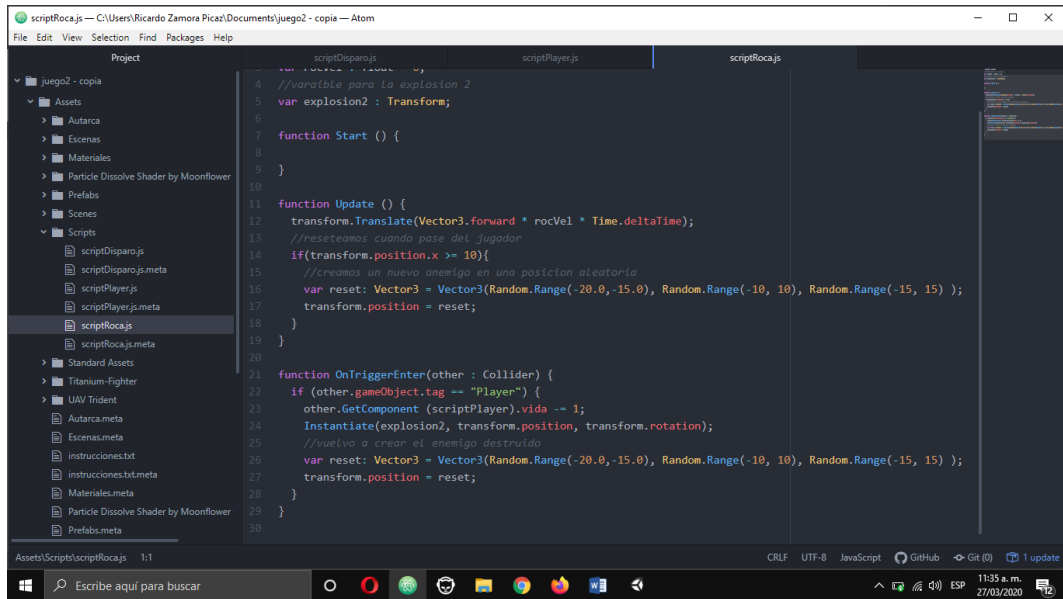 scriptRoca.js — C:\Users\Ricardo Zamora Picaz\Documents\juego2 - copia — Atom
File Edit View Selection Find Packages Help
Project
scriptDisparo.js scriptPlayer.js scriptRoca.js
juego2 - copia
Assets
Autarca
Escenas
Materiales
Particle Dissolve Shader by Moonflower
Prefabs
Scenes
Scripts
scriptDisparo.js
scriptDisparo.js.meta
scriptPlayer.js
scriptPlayer.js.meta
scriptRoca.js
scriptRoca.js.meta
Standard Assets
Titanium-Fighter
UAV Trident
Autarca.meta
Escenas.meta
instrucciones.txt
instrucciones.txt.meta
Materiales.meta
Particle Dissolve Shader by Moonflower
Prefabs.meta
4 //varaible para la explosion 2
5 var explosion2 : Transform;
6
7 function Start () {
8
9 }
10
11 function Update () {
12 transform.Translate(Vector3.forward * rocVel * Time.deltaTime);
13 //reseteamos cuando pase del jugador
14 if(transform.position.x >= 10){
15 //creamos un nuevo anemigo en una posicion aleatoria
16 var reset: Vector3 = Vector3(Random.Range(-20.0,-15.0), Random.Range(-10, 10), Random.Range(-15, 15) );
17 transform.position = reset;
18 }
19 }
20
21 function OnTriggerEnter(other : Collider) {
22 if (other.gameObject.tag == "Player") {
23 other.GetComponent (scriptPlayer).vida -= 1;
24 Instantiate(explosion2, transform.position, transform.rotation);
25 //vuelvo a crear el enemigo destruido
26 var reset: Vector3 = Vector3(Random.Range(-20.0,-15.0), Random.Range(-10, 10), Random.Range(-15, 15) );
27 transform.position = reset;
28 }
29 }
30
Assets\Scripts\scriptRoca.js 1:1 CRLF UTF-8 JavaScript GitHub Git (0) 1 update
Escribe aquí para buscar
ESP
11:35 a. m.
27/03/2020
12